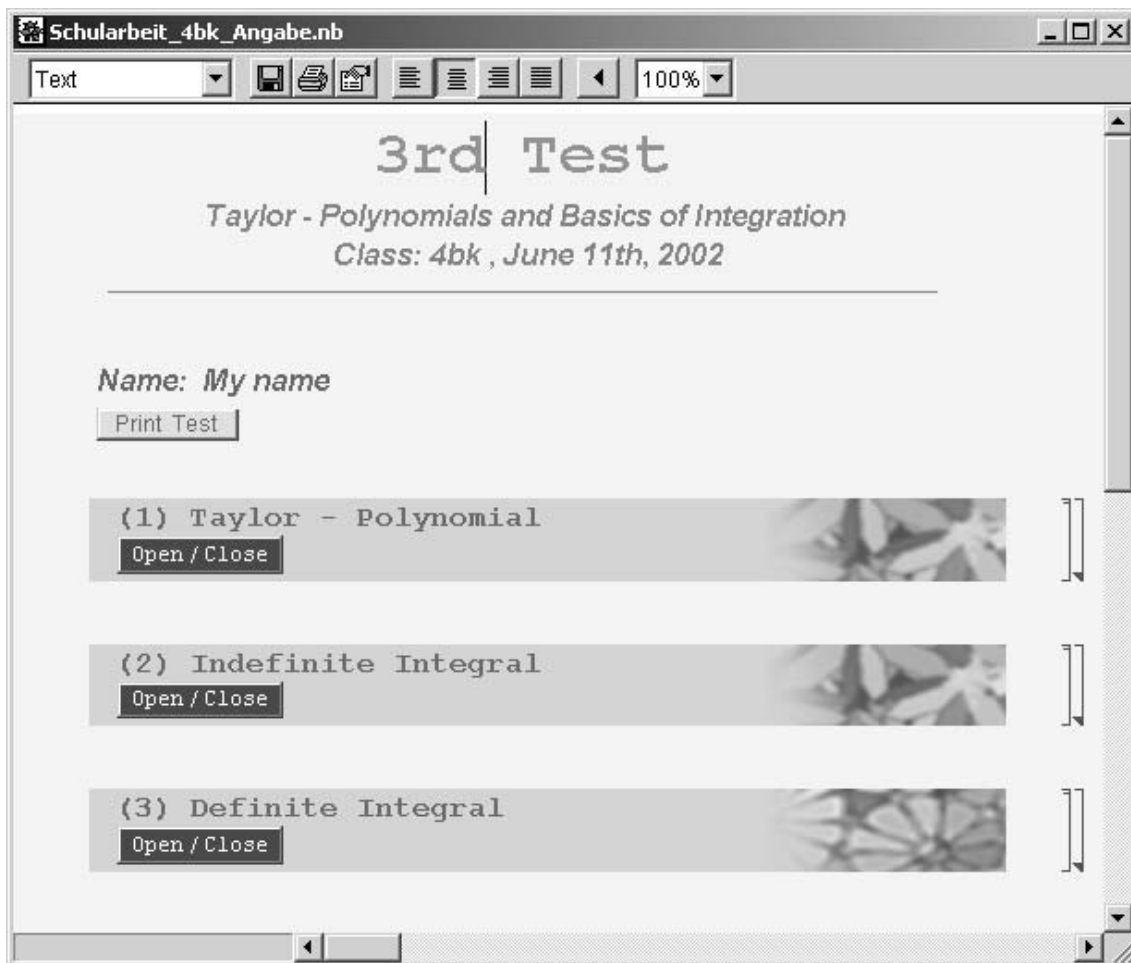 Schularbeit_4bk_Angabe.nb
Text 100%
3rd Test
Taylor - Polynomials and Basics of Integration
Class: 4bk , June 11th, 2002
Name: My name
Print Test
(1) Taylor - Polynomial
Open / Close
(2) Indefinite Integral
Open / Close
(3) Definite Integral
Open / Close